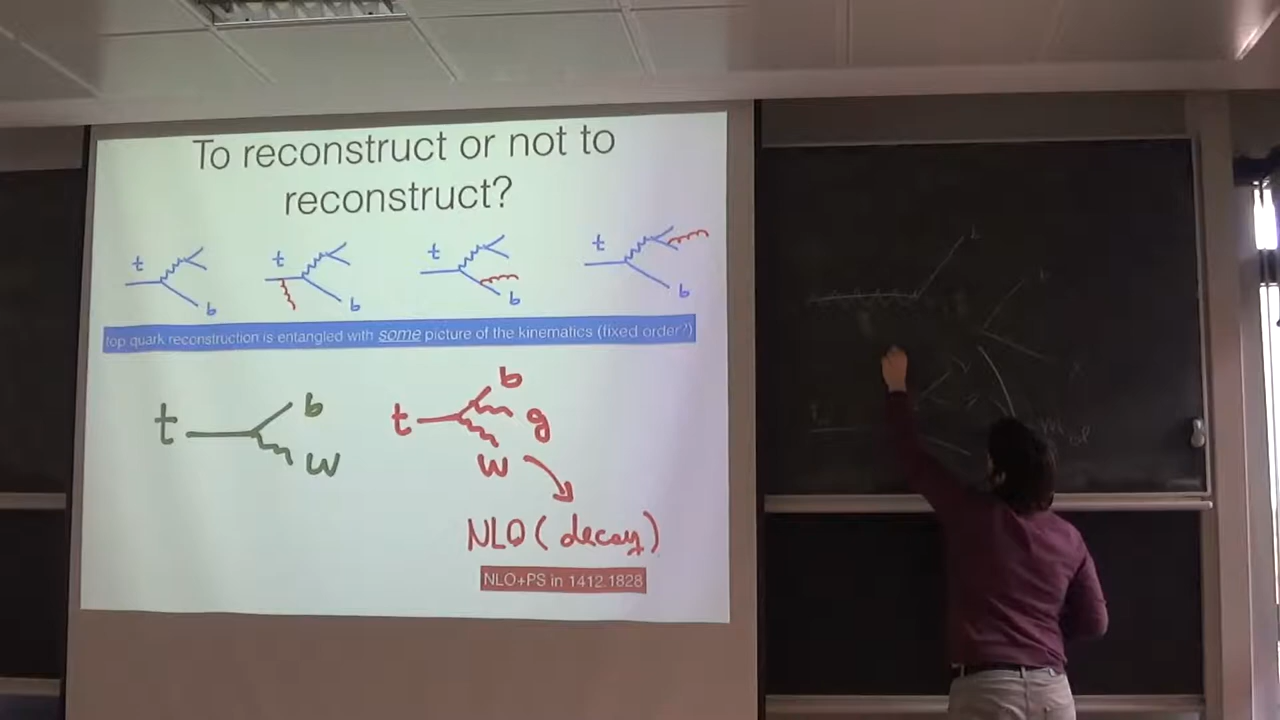 To reconstruct or not to
reconstruct?
t
b
t
b
t
b
t
b
top quark reconstruction is entangled with some picture of the kinematics (fixed order?)
t
b
W
t
b
g
W
NLO (decay)
NLO+PS in 1412.1828